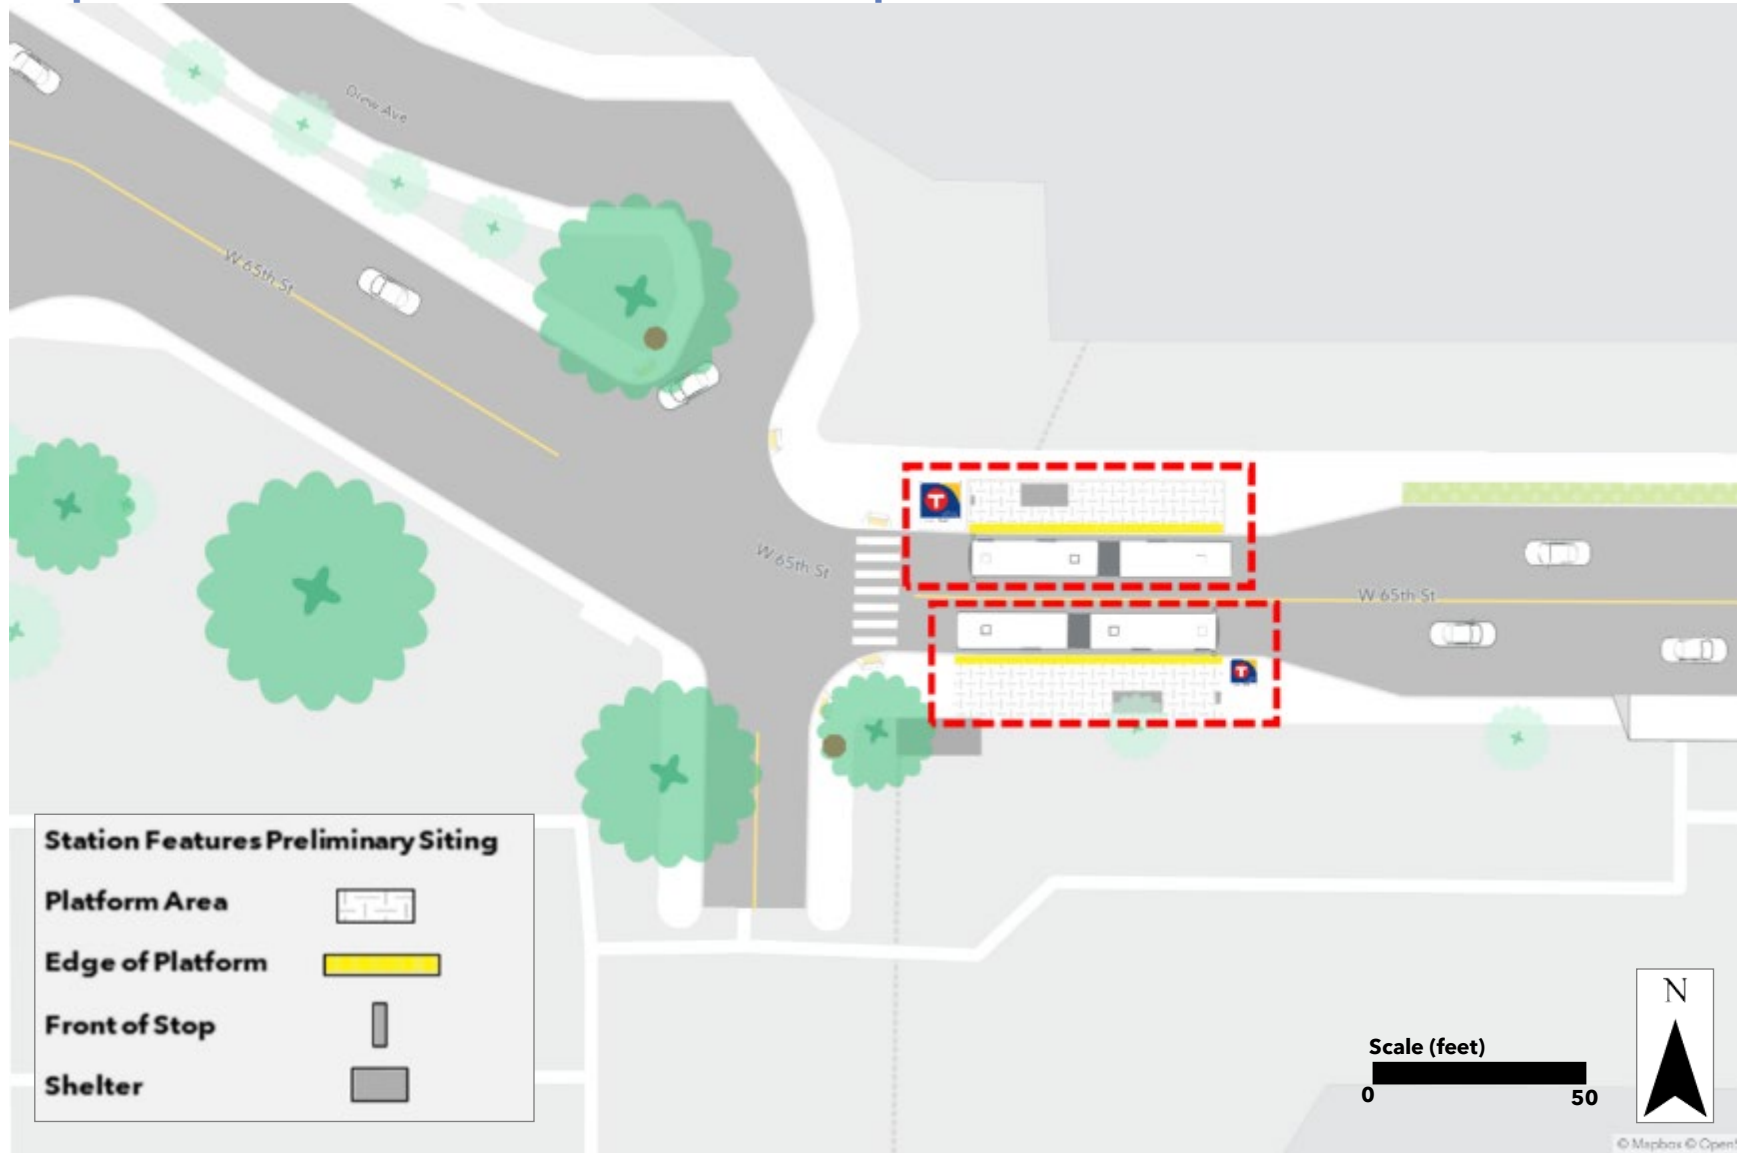 Drew Ave
W 65th St
W 65th St
W 65th St
T
T
Station Features Preliminary Siting
Platform Area
Edge of Platform
Front of Stop
Shelter
N
Scale (feet)
0 50
© Mapbox © Open